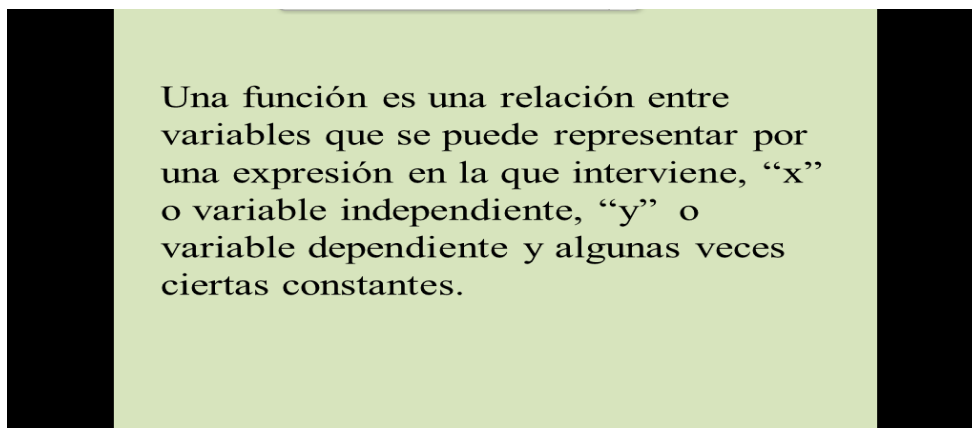 Una función es una relación entre
variables que se puede representar por
una expresión en la que interviene, “x”
o variable independiente, “y” o
variable dependiente y algunas veces
ciertas constantes.